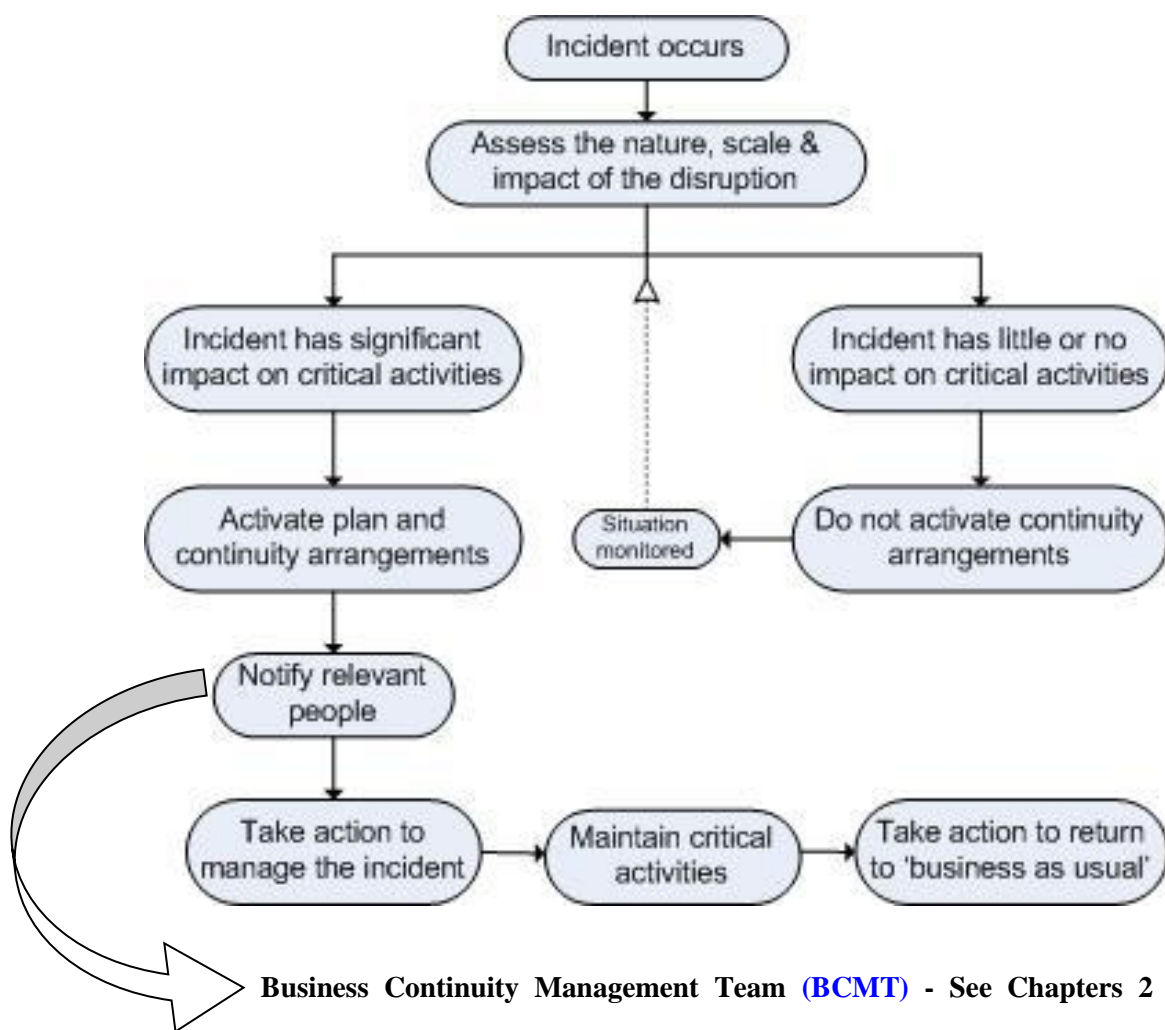 Incident occurs
Assess the nature, scale &
impact of the disruption
Incident has significant
impact on critical activities
Incident has little or no
impact on critical activities
Activate plan and
continuity arrangements
Situation
monitored
Do not activate continuity
arrangements
Notify relevant
people
Take action to
manage the incident
Maintain critical
activities
Take action to return
to 'business as usual'
Business Continuity Management Team (BCMT) - See Chapters 2